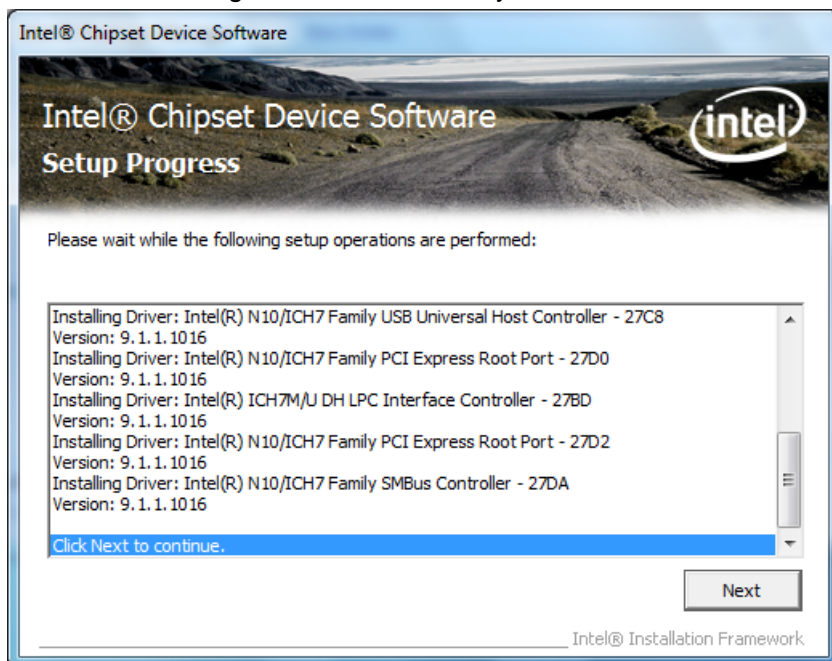 Intel® Chipset Device Software
Intel® Chipset Device Software
intel
Setup Progress
Please wait while the following setup operations are performed:
Installing Driver: Intel(R) N10/ICH7 Family USB Universal Host Controller - 27C8
Version: 9.1.1.1016
Installing Driver: Intel(R) N10/ICH7 Family PCI Express Root Port - 27D0
Version: 9.1.1.1016
Installing Driver: Intel(R) ICH7M/U DH LPC Interface Controller - 27BD
Version: 9.1.1.1016
Installing Driver: Intel(R) N10/ICH7 Family PCI Express Root Port - 27D2
Version: 9.1.1.1016
Installing Driver: Intel(R) N10/ICH7 Family SMBus Controller - 27DA
Version: 9.1.1.1016
Click Next to continue.
Next
Intel® Installation Framework